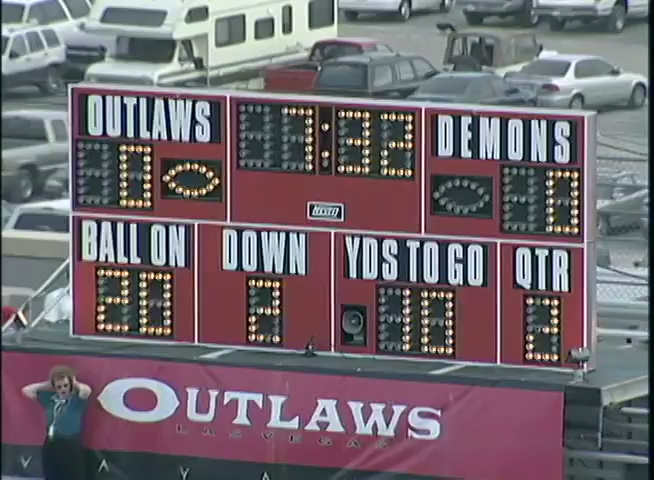 OUTLAWS
7:32
DEMONS
0
0
BALL ON
DOWN
YDS TO GO
QTR
20
2
10
2
OUTLAWS
LAS VEGAS